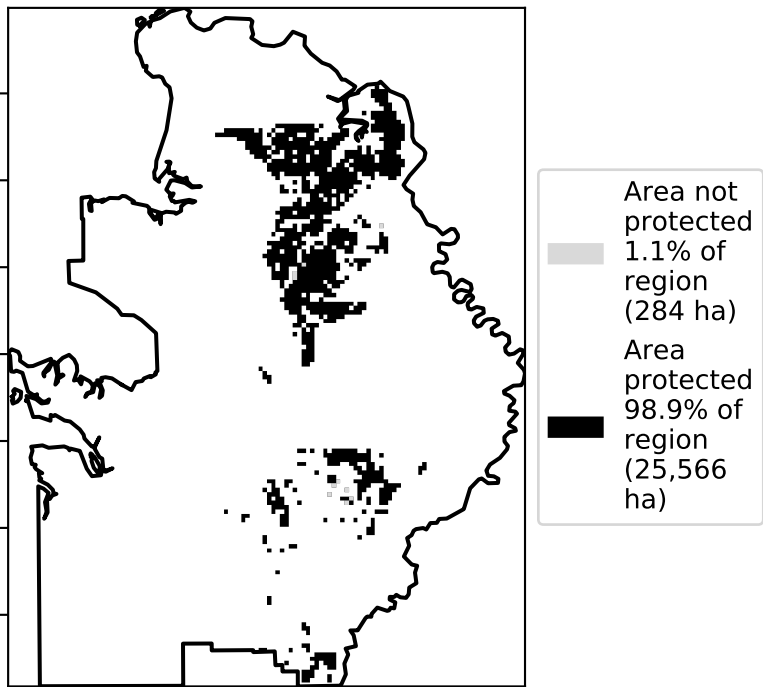 Area not
protected
1.1% of
region
(284 ha)
Area
protected
98.9% of
region
(25,566
ha)